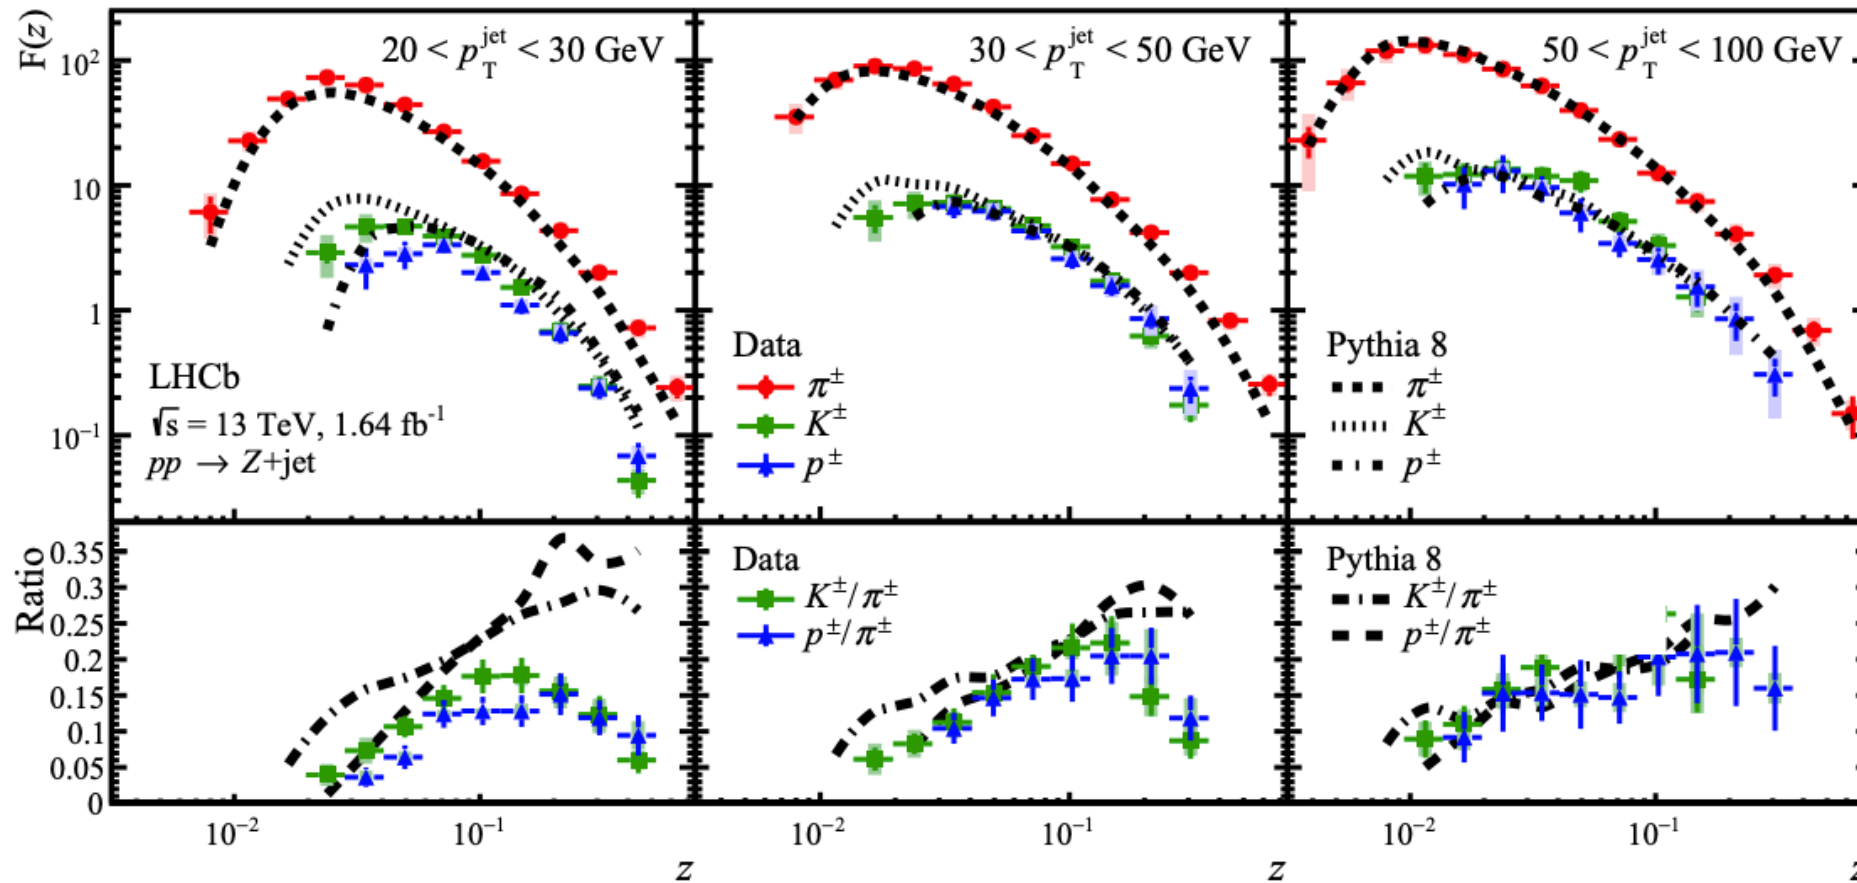 F(z)
10²
10
1
10⁻¹
20 < p_T^jet < 30 GeV
LHCb
√s = 13 TeV, 1.64 fb⁻¹
pp → Z+jet
30 < p_T^jet < 50 GeV
Data
π±
K±
p±
50 < p_T^jet < 100 GeV
Pythia 8
π±
K±
p±
Ratio
0.35
0.3
0.25
0.2
0.15
0.1
0.05
0
Data
K±/π±
p±/π±
Pythia 8
K±/π±
p±/π±
10⁻² 10⁻¹ 10⁻² 10⁻¹ 10⁻² 10⁻¹
z z z